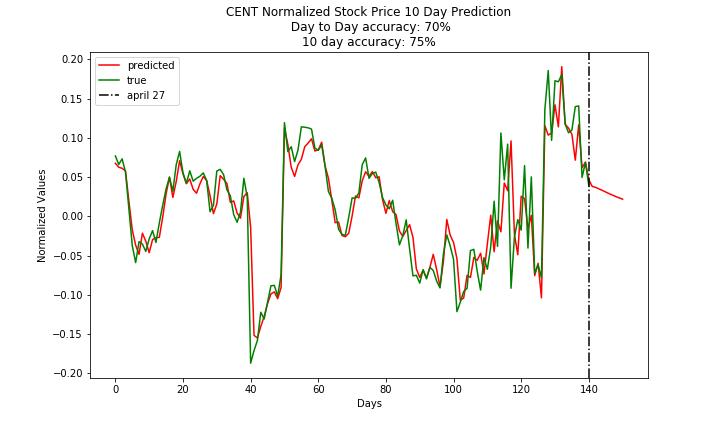 CENT Normalized Stock Price 10 Day Prediction
Day to Day accuracy: 70%
10 day accuracy: 75%
predicted
true
april 27
Normalized Values
0.20
0.15
0.10
0.05
0.00
−0.05
−0.10
−0.15
−0.20
0 20 40 60 80 100 120 140
Days